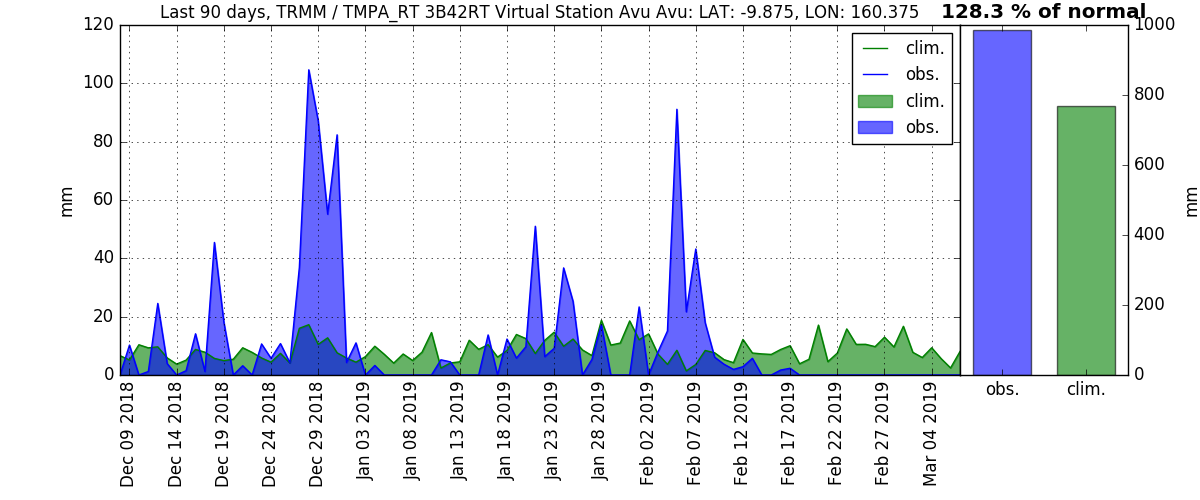 Last 90 days, TRMM / TMPA_RT 3B42RT Virtual Station Avu Avu: LAT: -9.875, LON: 160.375
128.3 % of normal
120
100
80
60
40
20
0
mm
clim.
obs.
clim.
obs.
1000
800
600
400
200
0
mm
Dec 09 2018
Dec 14 2018
Dec 19 2018
Dec 24 2018
Dec 29 2018
Jan 03 2019
Jan 08 2019
Jan 13 2019
Jan 18 2019
Jan 23 2019
Jan 28 2019
Feb 02 2019
Feb 07 2019
Feb 12 2019
Feb 17 2019
Feb 22 2019
Feb 27 2019
Mar 04 2019
obs.
clim.